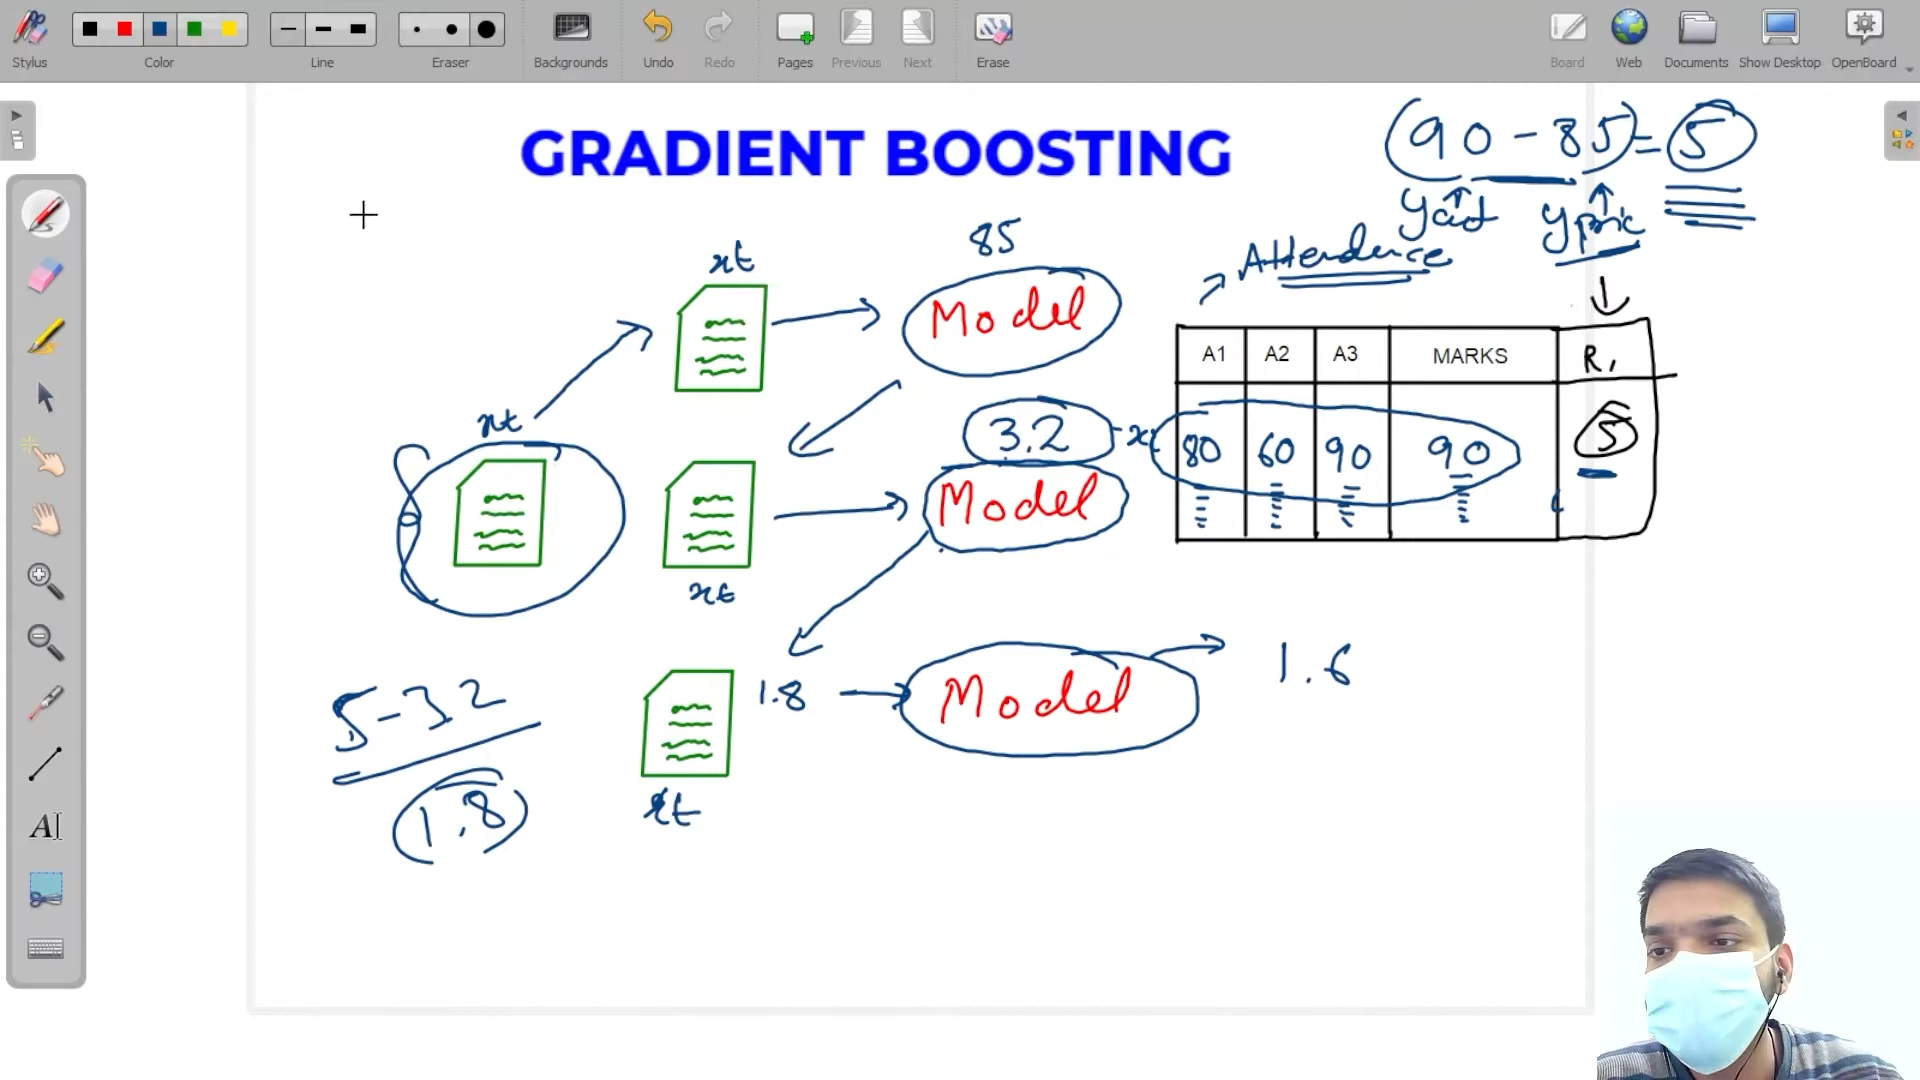 Stylus Color Line Eraser Backgrounds Undo Redo Pages Previous Next Erase Board Web Documents Show Desktop OpenBoard
GRADIENT BOOSTING
(90 - 85) = 5
yact
Attendence
85
xt
Model
A1 A2 A3 MARKS R1
xt
3.2
80 60 90 90 5
Model
xt
5-3.2
1.8
1.8
Model
1.6
xt
AI